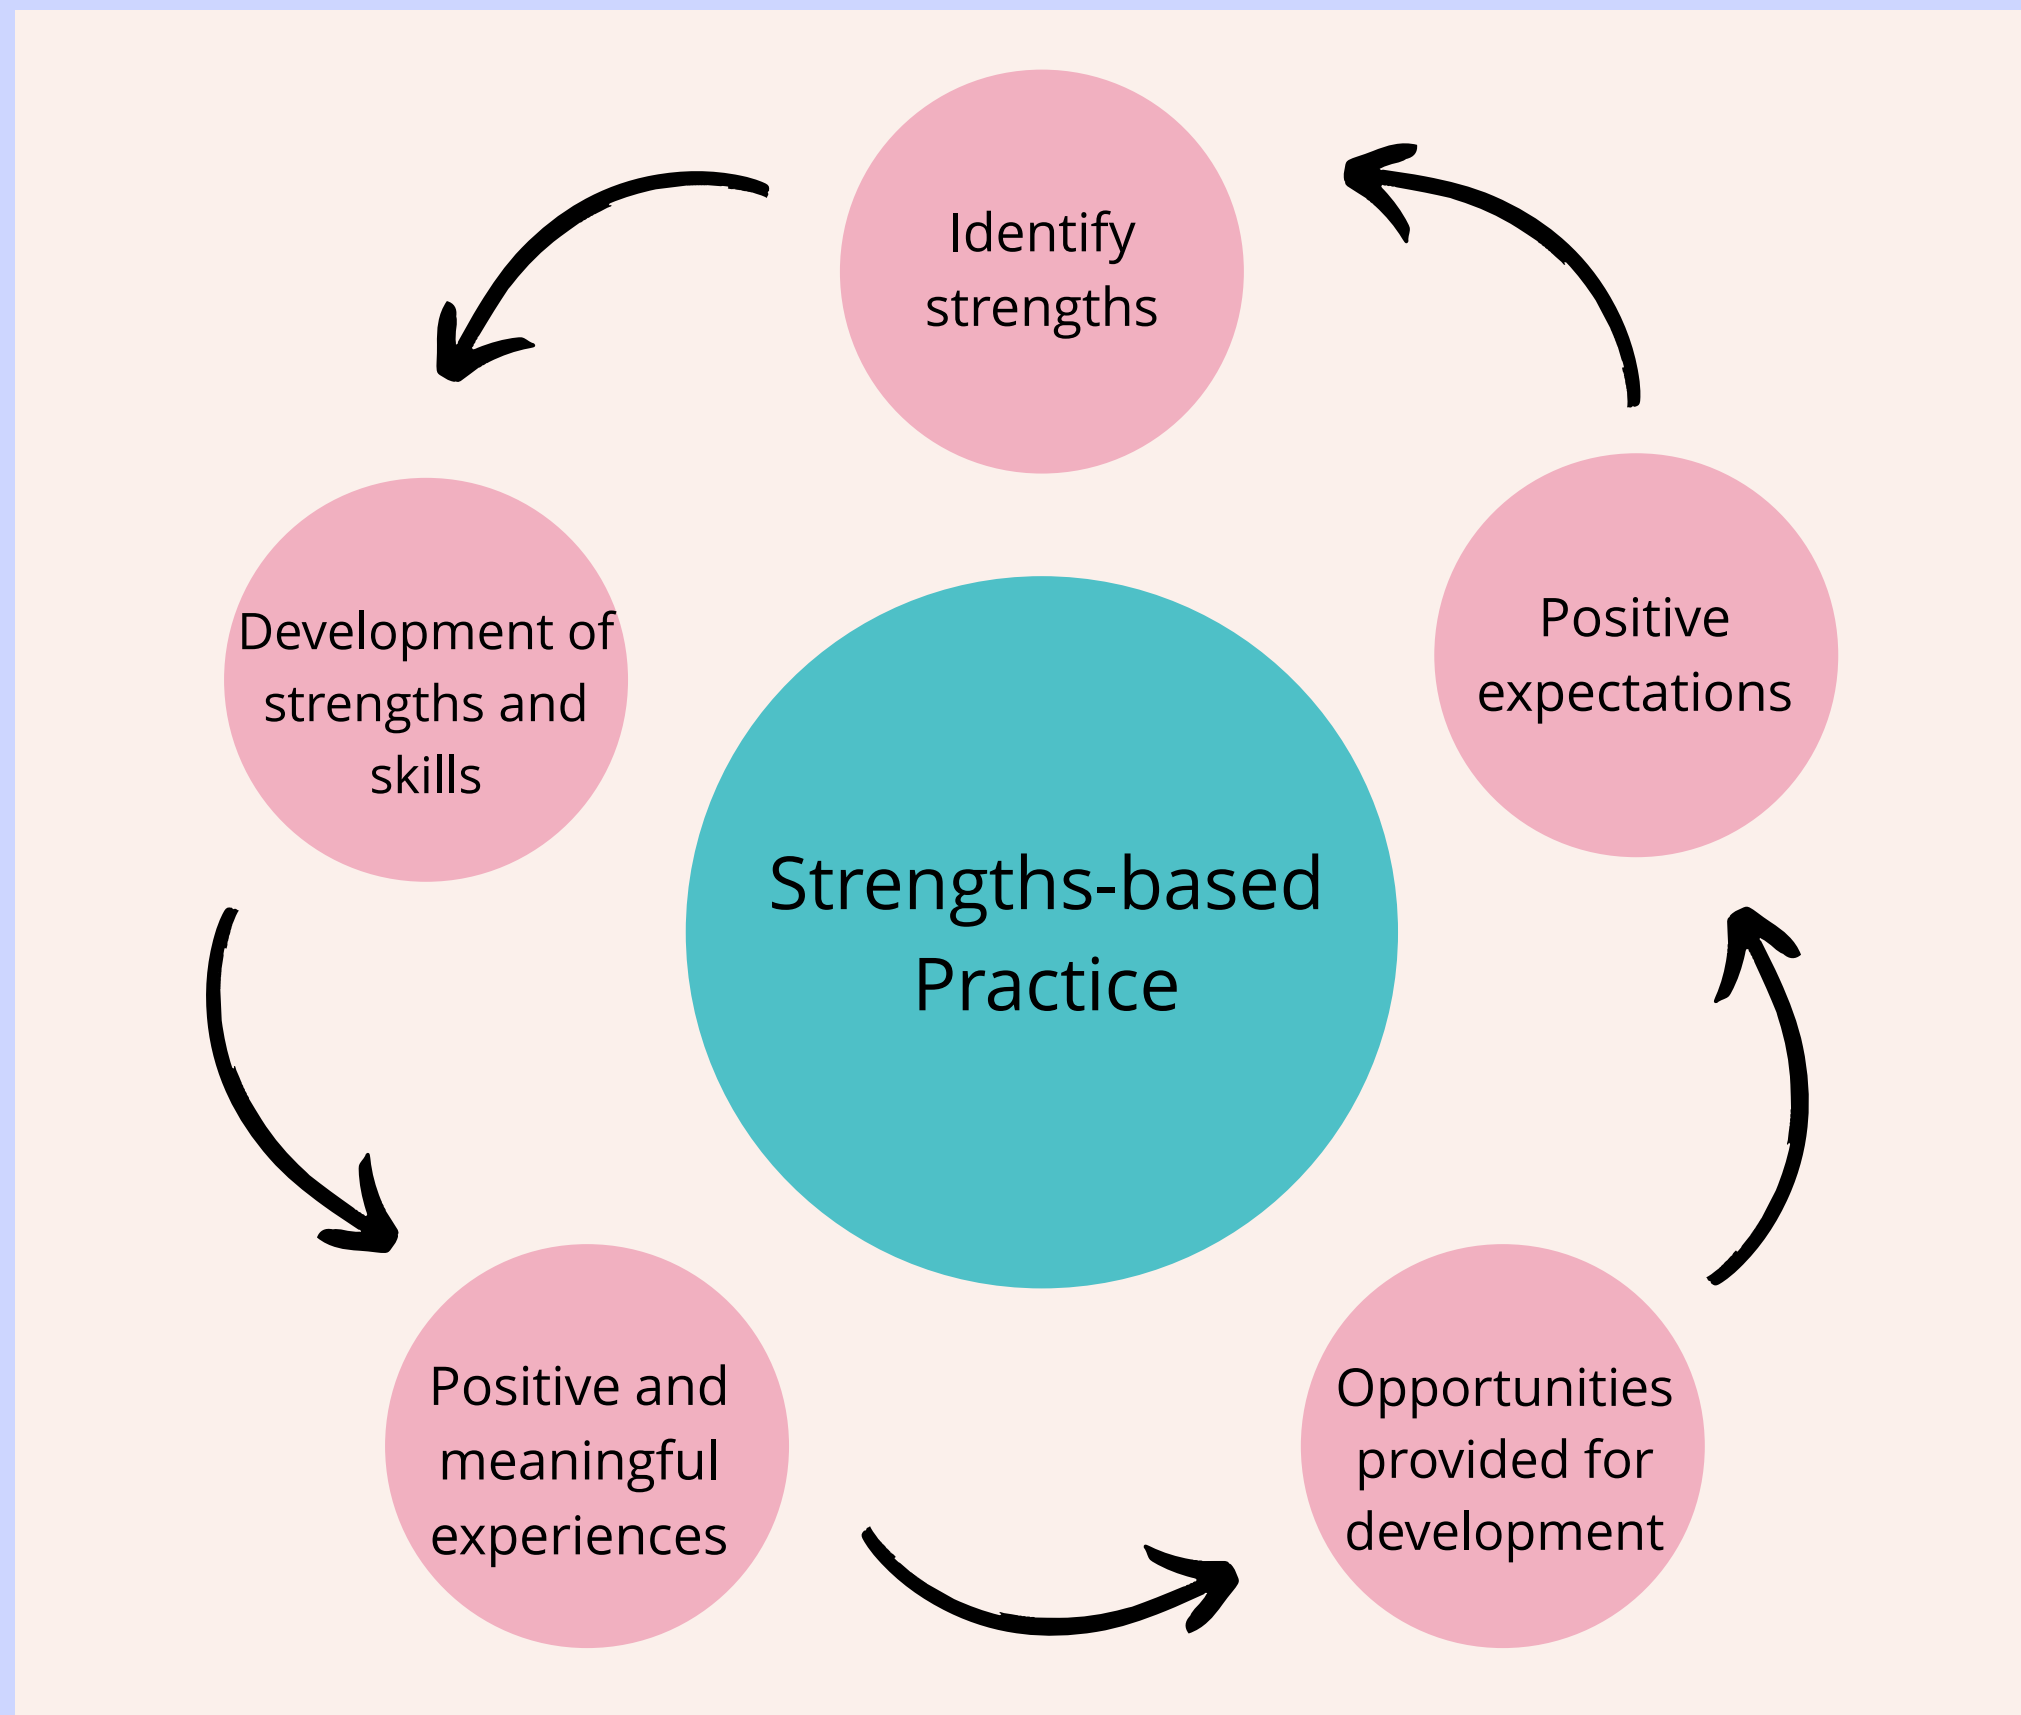 Identify
strengths
Development of
strengths and
skills
Positive
expectations
Strengths-based
Practice
Positive and
meaningful
experiences
Opportunities
provided for
development